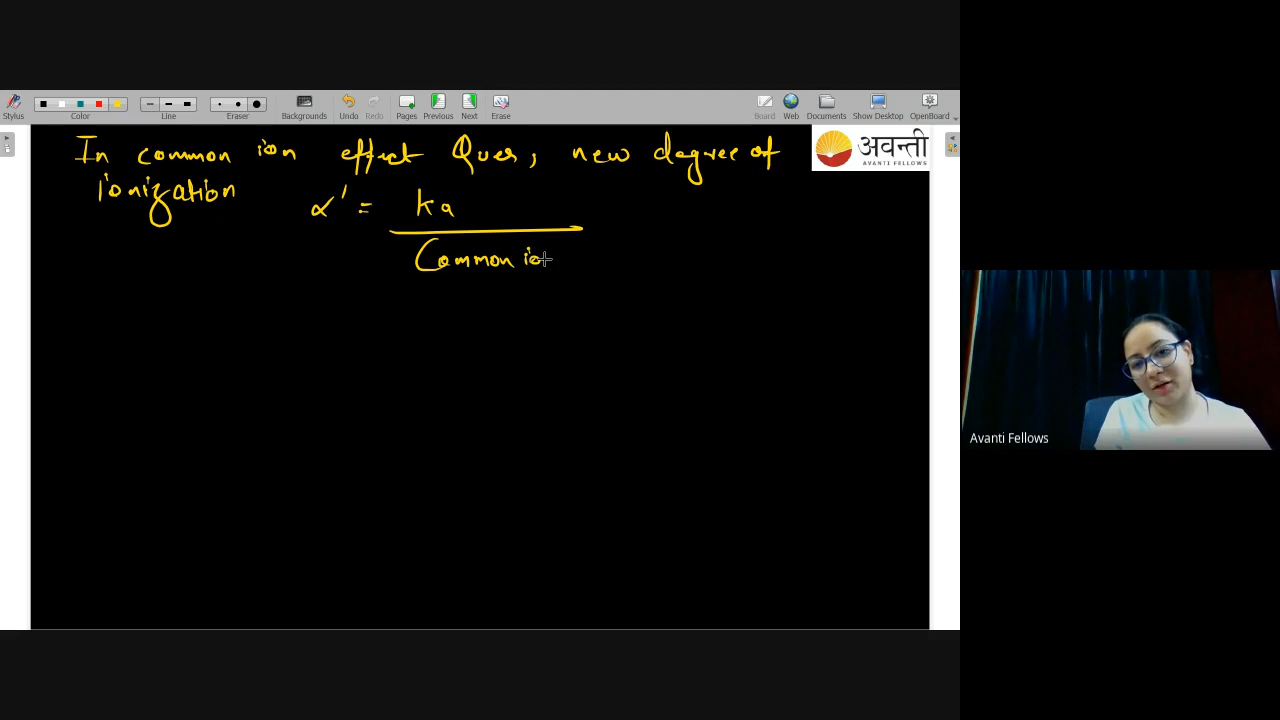 Stylus
Color
Line
Eraser
Backgrounds
Undo
Redo
Pages
Previous
Next
Erase
Board
Web
Documents
Show Desktop
OpenBoard
In common ion effect Ques, new degree of
ionization
α' = ka
Common io
अवन्ती
AVANTI FELLOWS
Avanti Fellows